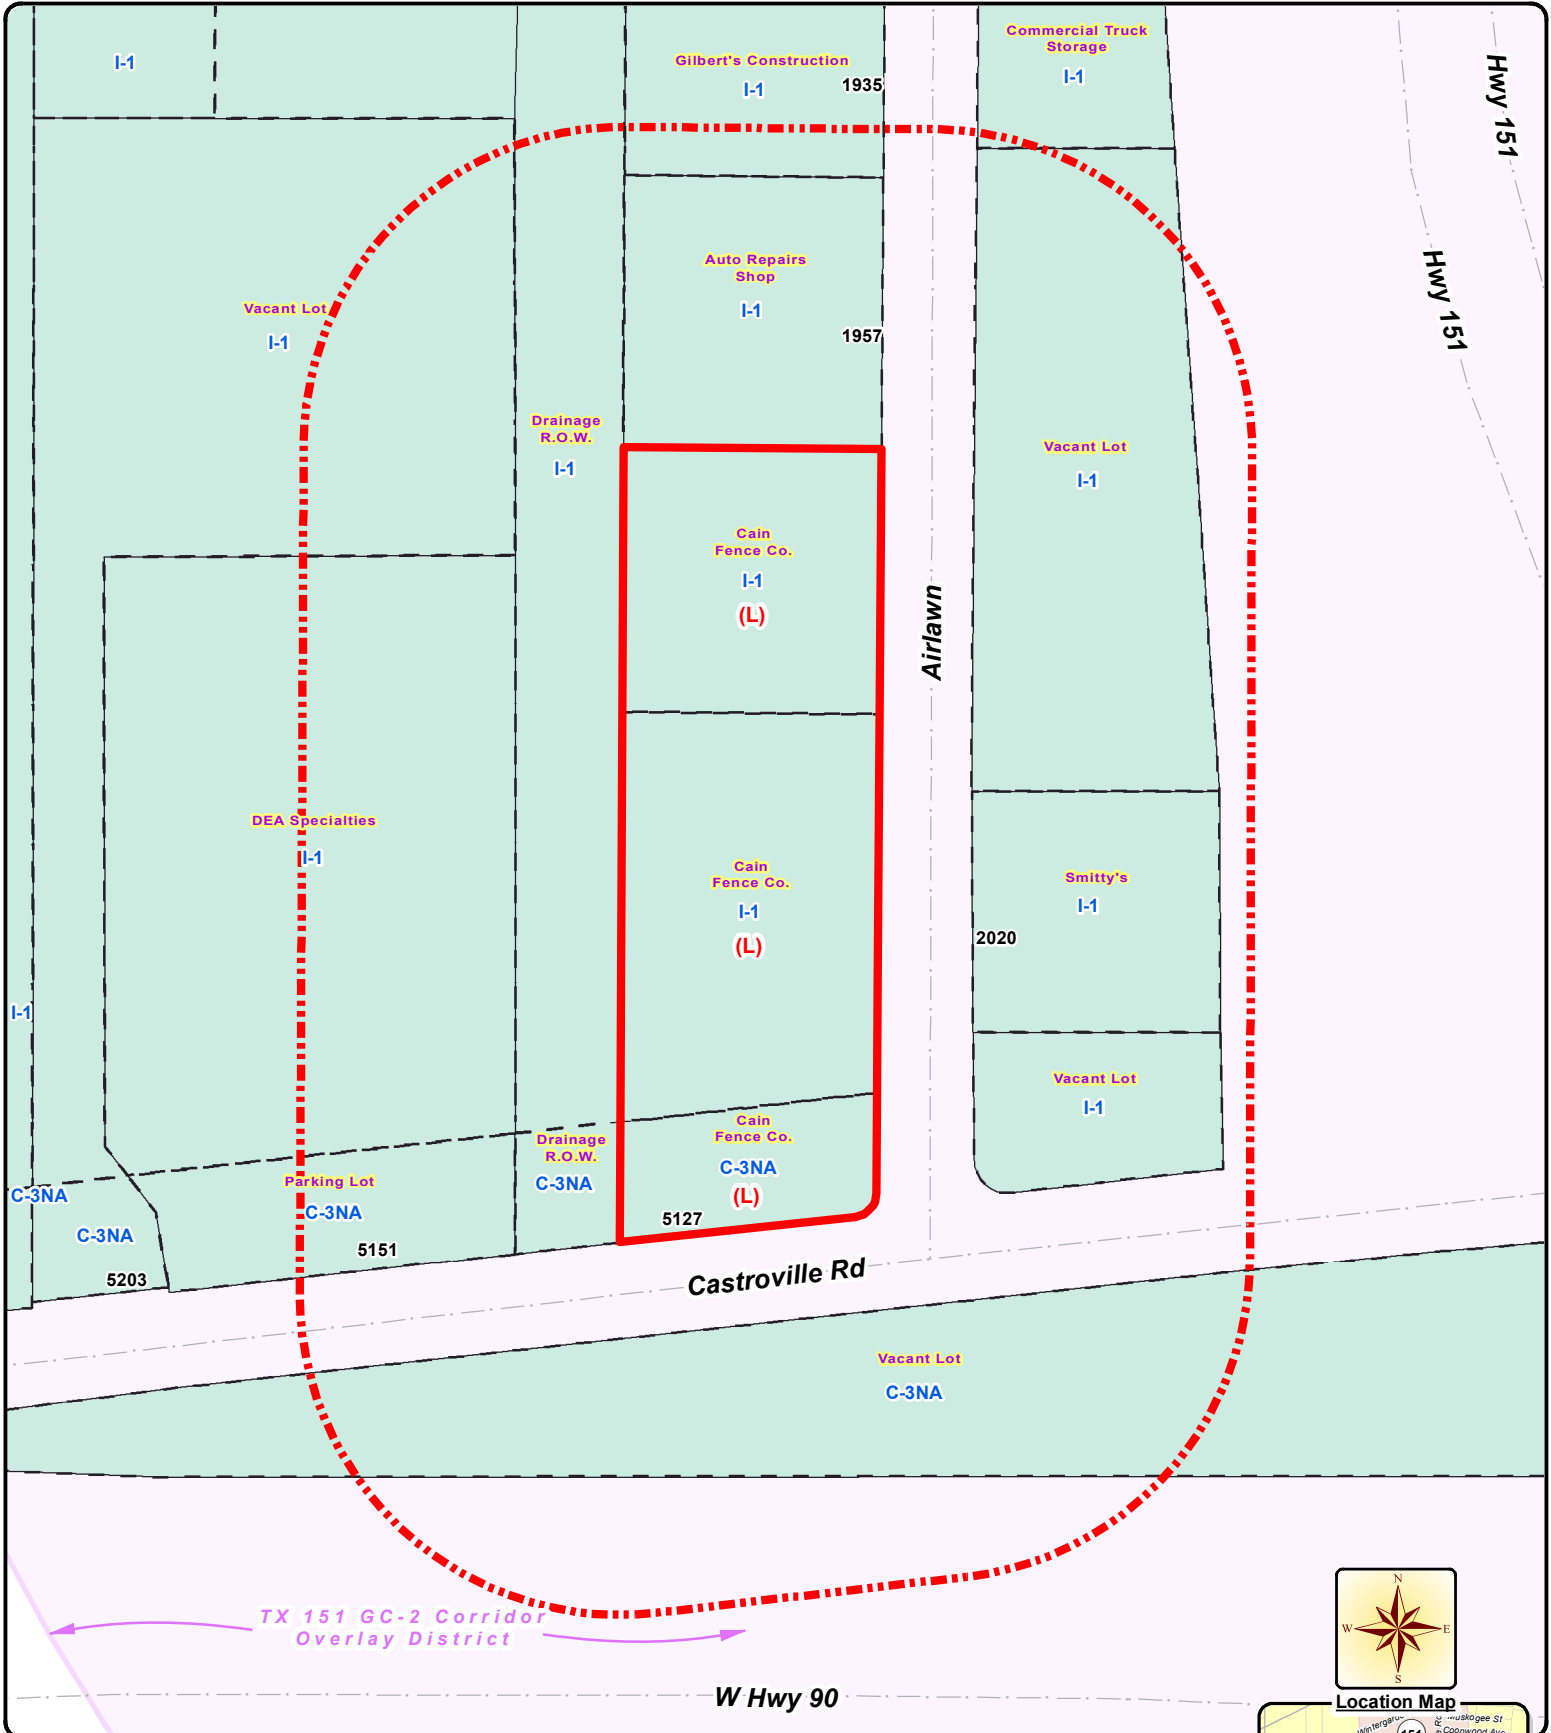 Commercial Truck
Storage
I-1
I-1
Gilbert's Construction
I-1
1935
Hwy 151
Hwy 151
Auto Repairs
Shop
I-1
1957
Vacant Lot
I-1
Drainage
R.O.W.
I-1
Vacant Lot
I-1
Cain
Fence Co.
I-1
(L)
Airlawn
DEA Specialties
I-1
Cain
Fence Co.
I-1
(L)
Smitty's
I-1
2020
I-1
Vacant Lot
I-1
Cain
Fence Co.
C-3NA
(L)
5127
Drainage
R.O.W.
C-3NA
Parking Lot
C-3NA
5151
C-3NA
C-3NA
5203
Castroville Rd
Vacant Lot
C-3NA
TX 151 GC-2 Corridor
Overlay District
N
W
E
S
W Hwy 90
Location Map
Muskogee St
151